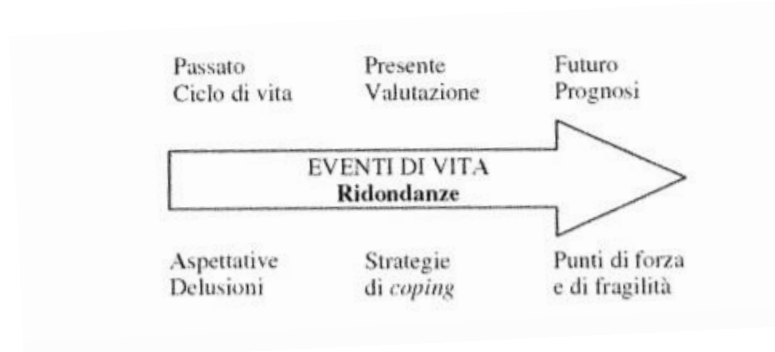 Passato
Ciclo di vita
Presente
Valutazione
Futuro
Prognosi
EVENTI DI VITA
Ridondanze
Aspettative
Delusioni
Strategie
di coping
Punti di forza
e di fragilità